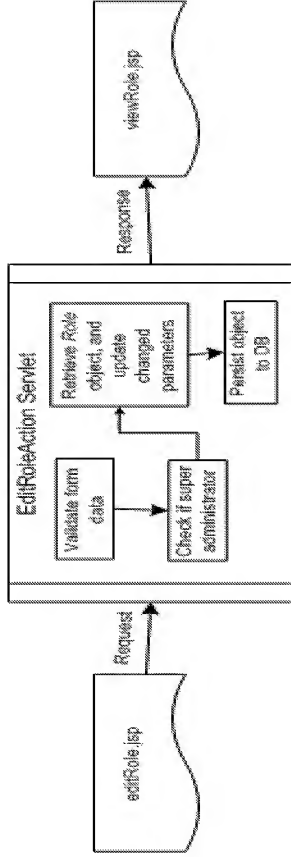 editRole.jsp
Request
EditRoleAction Servlet
Validate form
data
Check if super
administrator
Retrieve Role
object, and
update
changed
parameters
Persist object
to DB
Response
viewRole.jsp